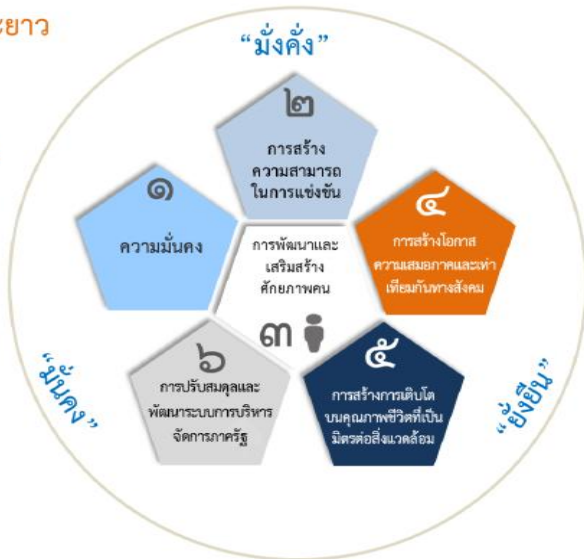 ะยาว
“มั่งคั่ง”
๒
การสร้าง
ความสามารถ
ในการแข่งขัน
๑
ความมั่นคง
๔
การสร้างโอกาส
ความเสมอภาคและเท่า
เทียมกันทางสังคม
การพัฒนาและ
เสริมสร้าง
ศักยภาพคน
๓
๖
การปรับสมดุลและ
พัฒนาระบบการบริหาร
จัดการภาครัฐ
๕
การสร้างการเติบโต
บนคุณภาพชีวิตที่เป็น
มิตรต่อสิ่งแวดล้อม
“มั่นคง”
“ยั่งยืน”